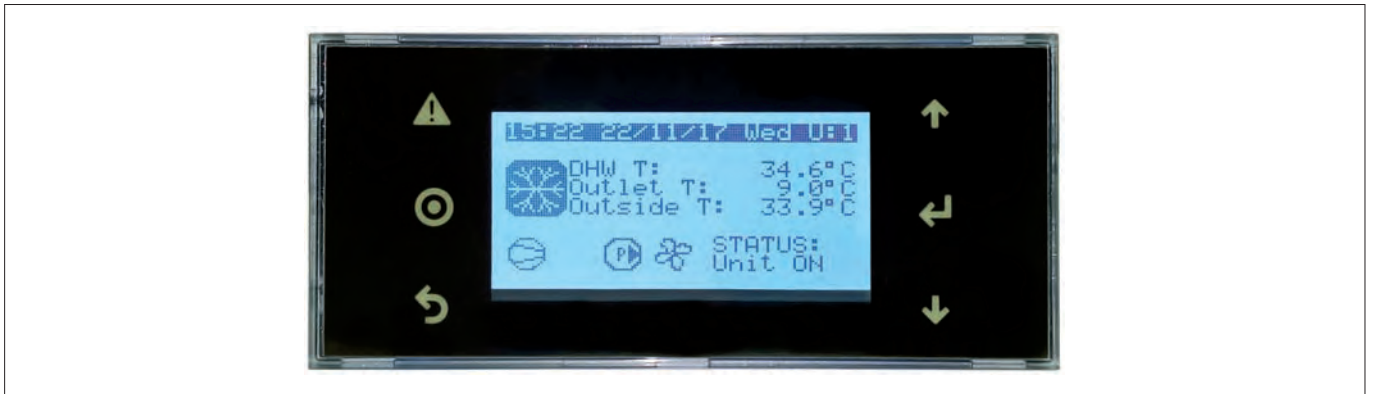 15:22 22/11/17 Wed U:1
DHW T: 34.6°C
Outlet T: 9.0°C
Outside T: 33.9°C
P
STATUS:
Unit ON